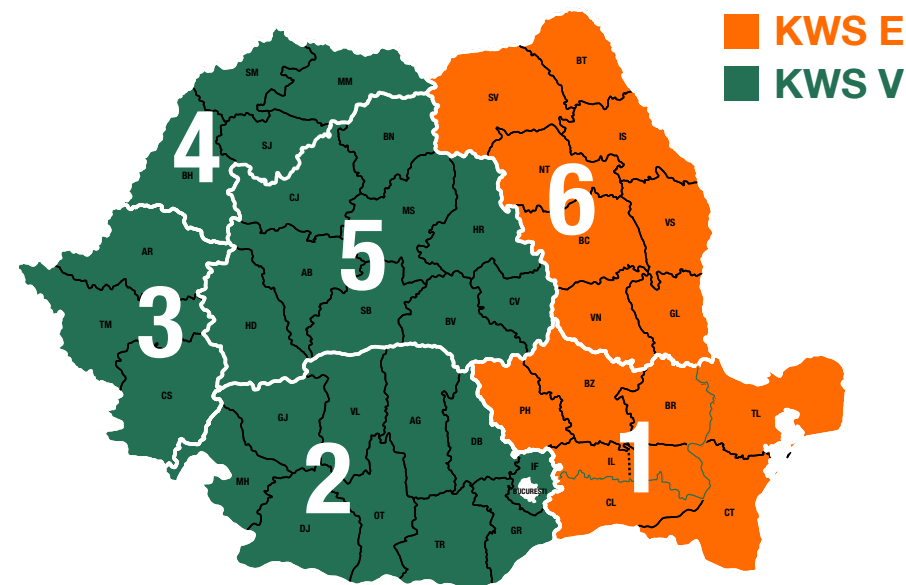 KWS E
KWS V
BT
SM
MM
SV
BN
IS
SJ
4
NT
BH
CJ
6
MS
VS
HR
BC
AR
5
AB
CV
SB
GL
VN
TM
3
HD
BV
BZ
CS
BR
PH
VL
TL
GJ
AG
DB
1
IL
IF
2
MH
BUCUREȘTI
CL
CT
OT
DJ
GR
TR